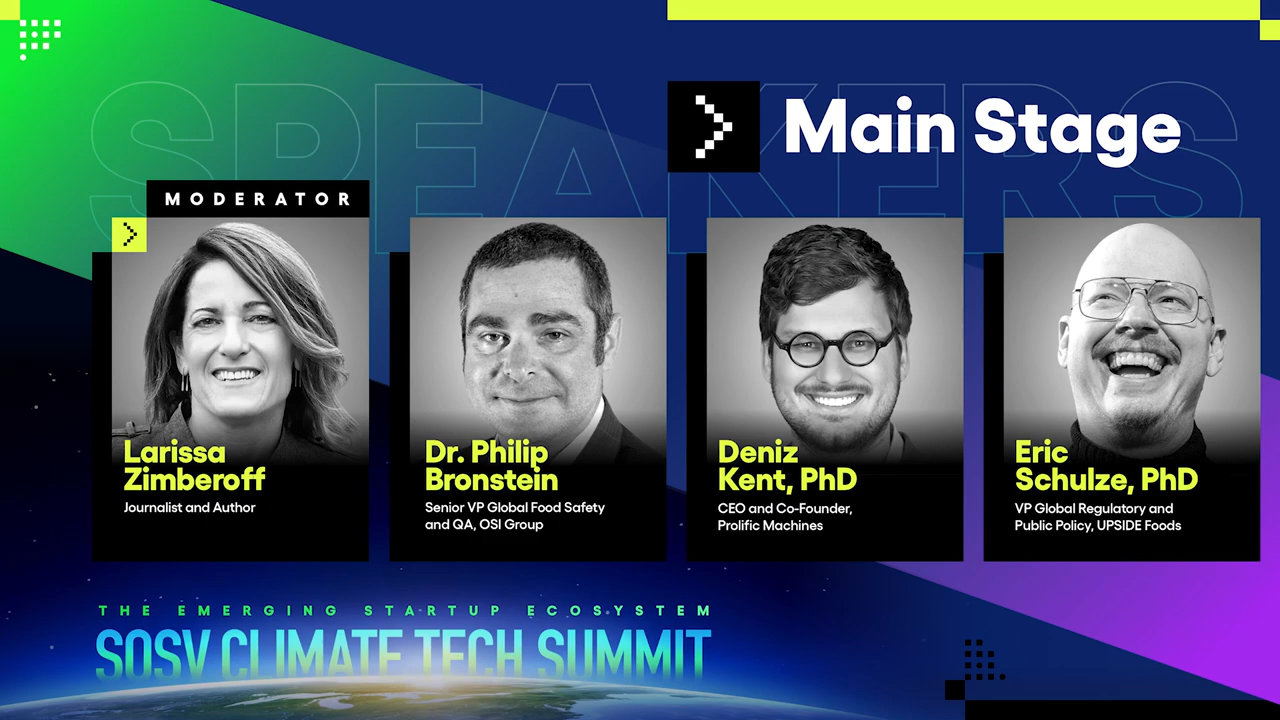 SPEAKERS
Main Stage
MODERATOR
Larissa
Zimberoff
Journalist and Author
Dr. Philip
Bronstein
Senior VP Global Food Safety
and QA, OSI Group
Deniz
Kent, PhD
CEO and Co-Founder,
Prolific Machines
Eric
Schulze, PhD
VP Global Regulatory and
Public Policy, UPSIDE Foods
THE EMERGING STARTUP ECOSYSTEM
SOSV CLIMATE TECH SUMMIT